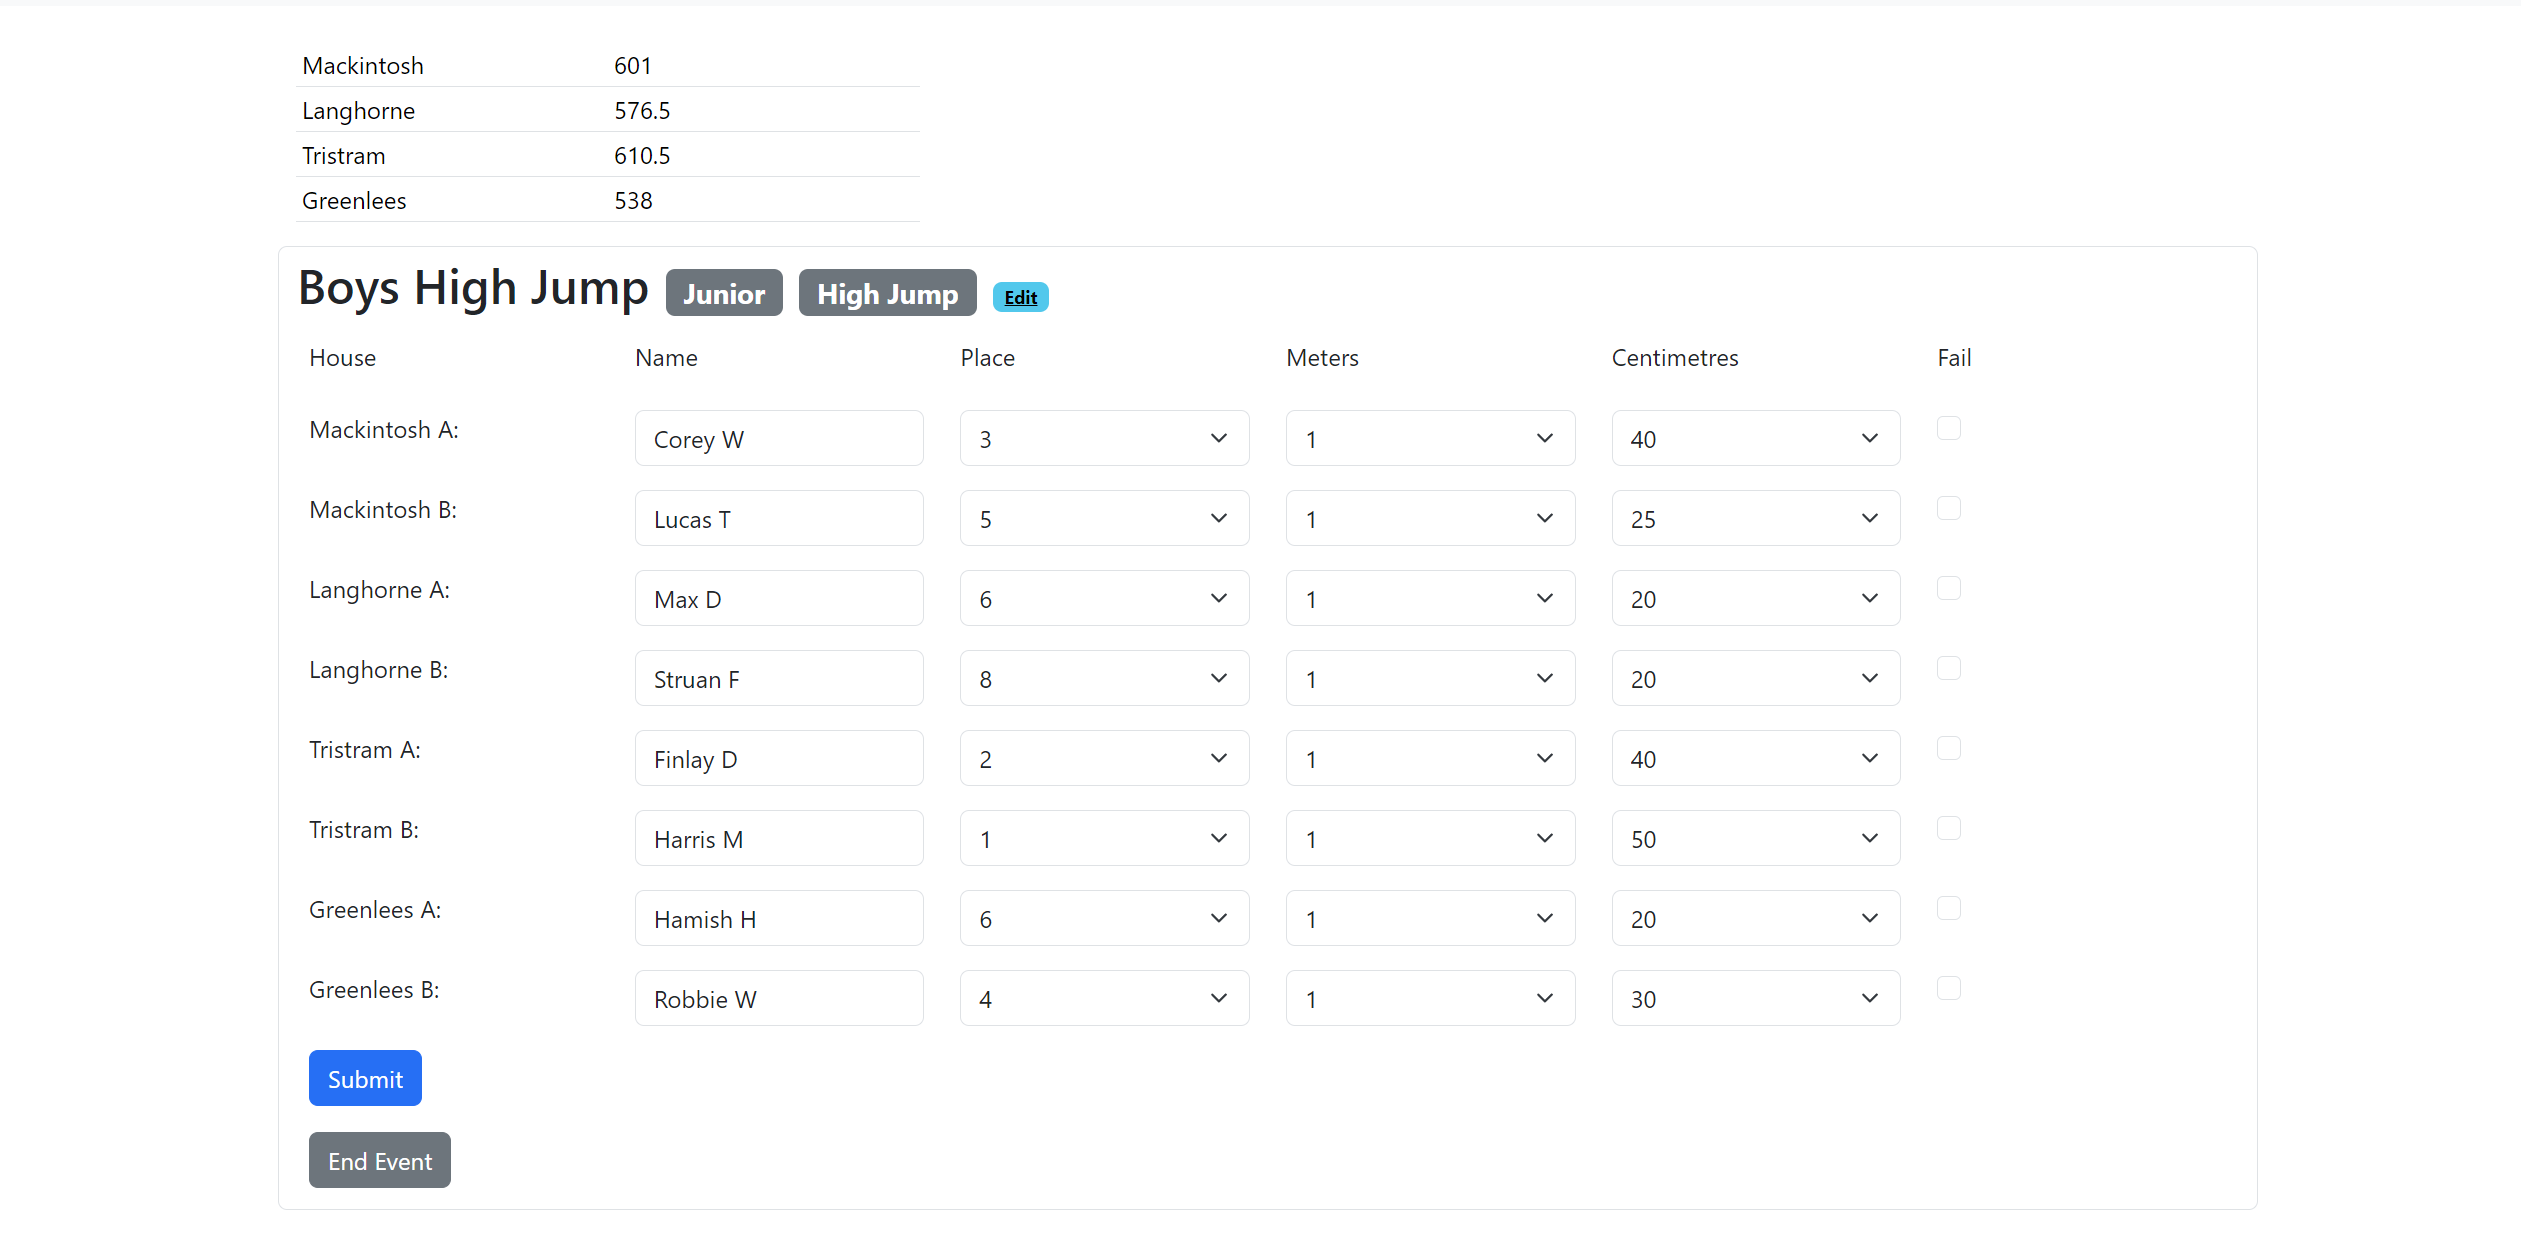 Mackintosh 601
Langhorne 576.5
Tristram 610.5
Greenlees 538
Boys High Jump Junior High Jump Edit
House Name Place Meters Centimetres Fail
Mackintosh A: Corey W 3 1 40
Mackintosh B: Lucas T 5 1 25
Langhorne A: Max D 6 1 20
Langhorne B: Struan F 8 1 20
Tristram A: Finlay D 2 1 40
Tristram B: Harris M 1 1 50
Greenlees A: Hamish H 6 1 20
Greenlees B: Robbie W 4 1 30
Submit
End Event